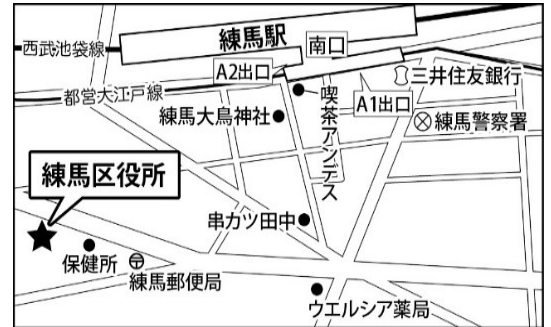 練馬駅
南口
西武池袋線
A2出口
三井住友銀行
都営大江戸線
A1出口
練馬大鳥神社
喫茶アンデス
練馬警察署
練馬区役所
串カツ田中
保健所
練馬郵便局
ウエルシア薬局